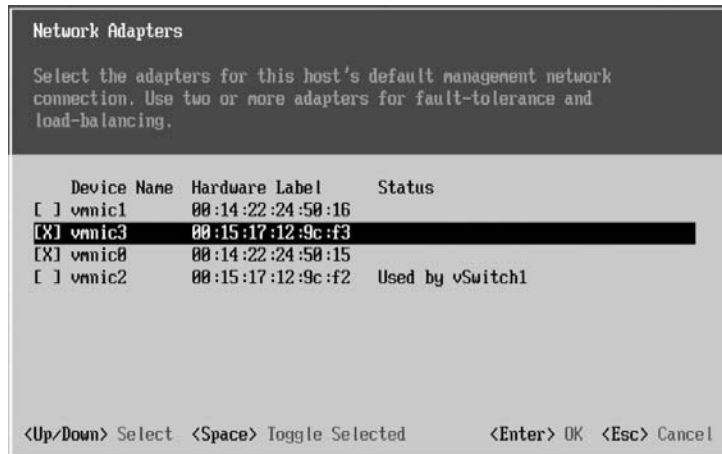 Network Adapters
Select the adapters for this host's default management network
connection. Use two or more adapters for fault-tolerance and
load-balancing.
Device Name Hardware Label Status
[ ] vmnic1 00:14:22:24:50:16
[X] vmnic3 00:15:17:12:9c:f3
[X] vmnic0 00:14:22:24:50:15
[ ] vmnic2 00:15:17:12:9c:f2 Used by vSwitch1
<Up/Down> Select <Space> Toggle Selected <Enter> OK <Esc> Cancel